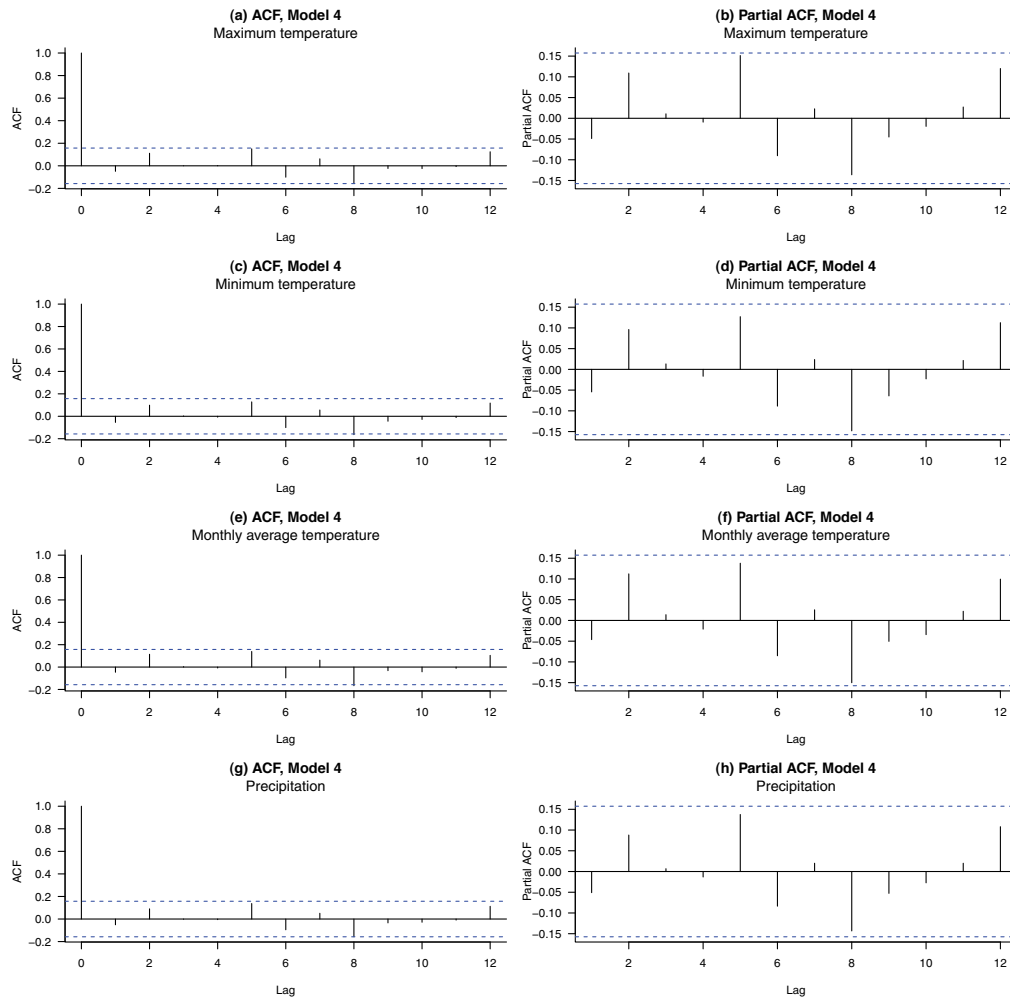 (a) ACF, Model 4
Maximum temperature
ACF
1.0
0.8
0.6
0.4
0.2
0.0
−0.2
0 2 4 6 8 10 12
Lag
(b) Partial ACF, Model 4
Maximum temperature
Partial ACF
0.15
0.10
0.05
0.00
−0.05
−0.10
−0.15
2 4 6 8 10 12
Lag
(c) ACF, Model 4
Minimum temperature
ACF
1.0
0.8
0.6
0.4
0.2
0.0
−0.2
0 2 4 6 8 10 12
Lag
(d) Partial ACF, Model 4
Minimum temperature
Partial ACF
0.15
0.10
0.05
0.00
−0.05
−0.10
−0.15
2 4 6 8 10 12
Lag
(e) ACF, Model 4
Monthly average temperature
ACF
1.0
0.8
0.6
0.4
0.2
0.0
−0.2
0 2 4 6 8 10 12
Lag
(f) Partial ACF, Model 4
Monthly average temperature
Partial ACF
0.15
0.10
0.05
0.00
−0.05
−0.10
−0.15
2 4 6 8 10 12
Lag
(g) ACF, Model 4
Precipitation
ACF
1.0
0.8
0.6
0.4
0.2
0.0
−0.2
0 2 4 6 8 10 12
Lag
(h) Partial ACF, Model 4
Precipitation
Partial ACF
0.15
0.10
0.05
0.00
−0.05
−0.10
−0.15
2 4 6 8 10 12
Lag